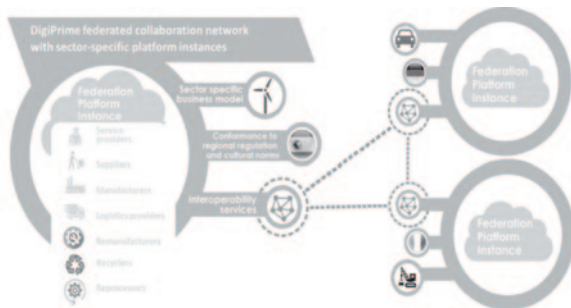 DigiPrime federated collaboration network
with sector-specific platform instances
Federation
Platform
Instance
Service
providers
Suppliers
Manufacturers
Logistics providers
Remanufacturers
Recyclers
Sector specific
business model
Conformance to
regional regulation
and cultural norms
Interoperability
services
Federation
Platform
Instance
Federation
Platform
Instance